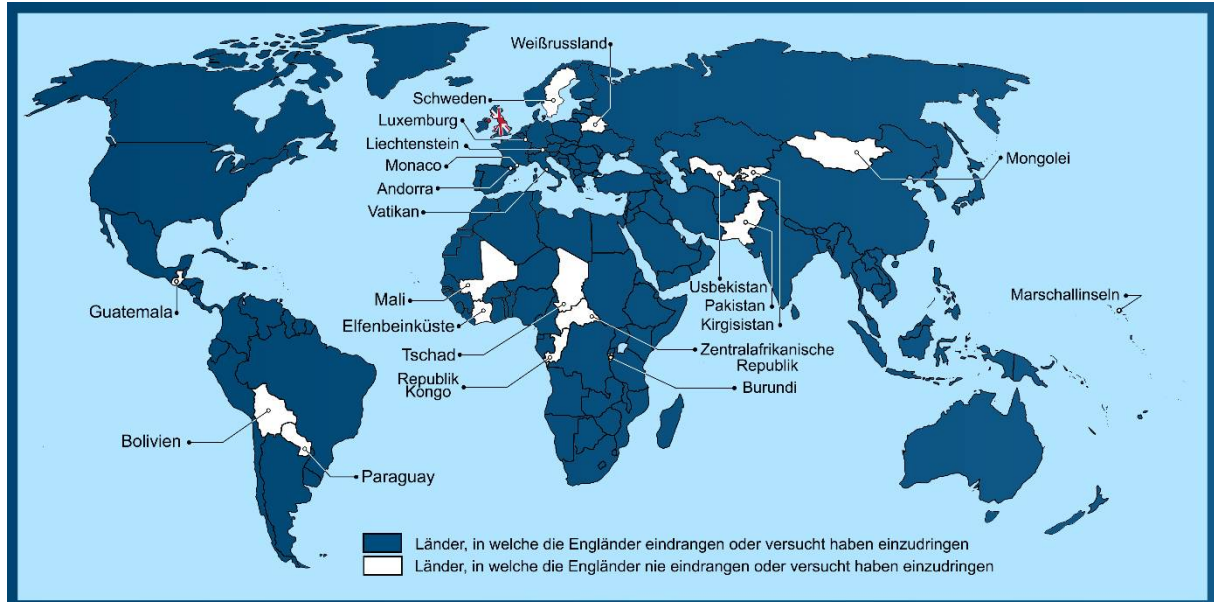 Weißrussland
Schweden
Luxemburg
Liechtenstein
Monaco
Andorra
Vatikan
Mongolei
Guatemala
Mali
Elfenbeinküste
Tschad
Republik
Kongo
Usbekistan
Pakistan
Kirgisistan
Zentralafrikanische
Republik
Burundi
Marschallinseln
Bolivien
Paraguay
Länder, in welche die Engländer eindrangen oder versucht haben einzudringen
Länder, in welche die Engländer nie eindrangen oder versucht haben einzudringen